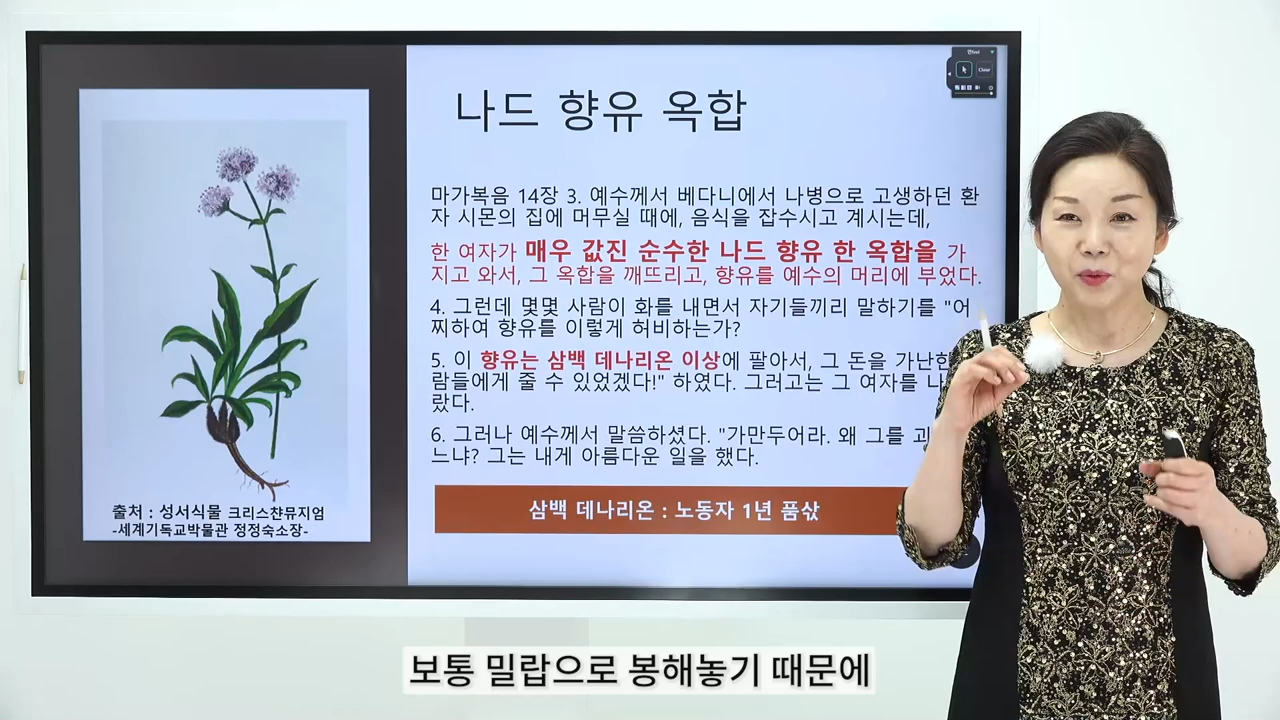 나드 향유 옥합
마가복음 14장 3. 예수께서 베다니에서 나병으로 고생하던 환
자 시몬의 집에 머무실 때에, 음식을 잡수시고 계시는데,
한 여자가 매우 값진 순수한 나드 향유 한 옥합을 가
지고 와서, 그 옥합을 깨뜨리고, 향유를 예수의 머리에 부었다.
4. 그런데 몇몇 사람이 화를 내면서 자기들끼리 말하기를 "어
찌하여 향유를 이렇게 허비하는가?
5. 이 향유는 삼백 데나리온 이상에 팔아서, 그 돈을 가난한
람들에게 줄 수 있었겠다!" 하였다. 그러고는 그 여자를 나
랐다.
6. 그러나 예수께서 말씀하셨다. "가만두어라. 왜 그를 괴
느냐? 그는 내게 아름다운 일을 했다.
삼백 데나리온 : 노동자 1년 품삯
출처 : 성서식물 크리스챤뮤지엄
-세계기독교박물관 정정숙소장-
Clear
보통 밀랍으로 봉해놓기 때문에